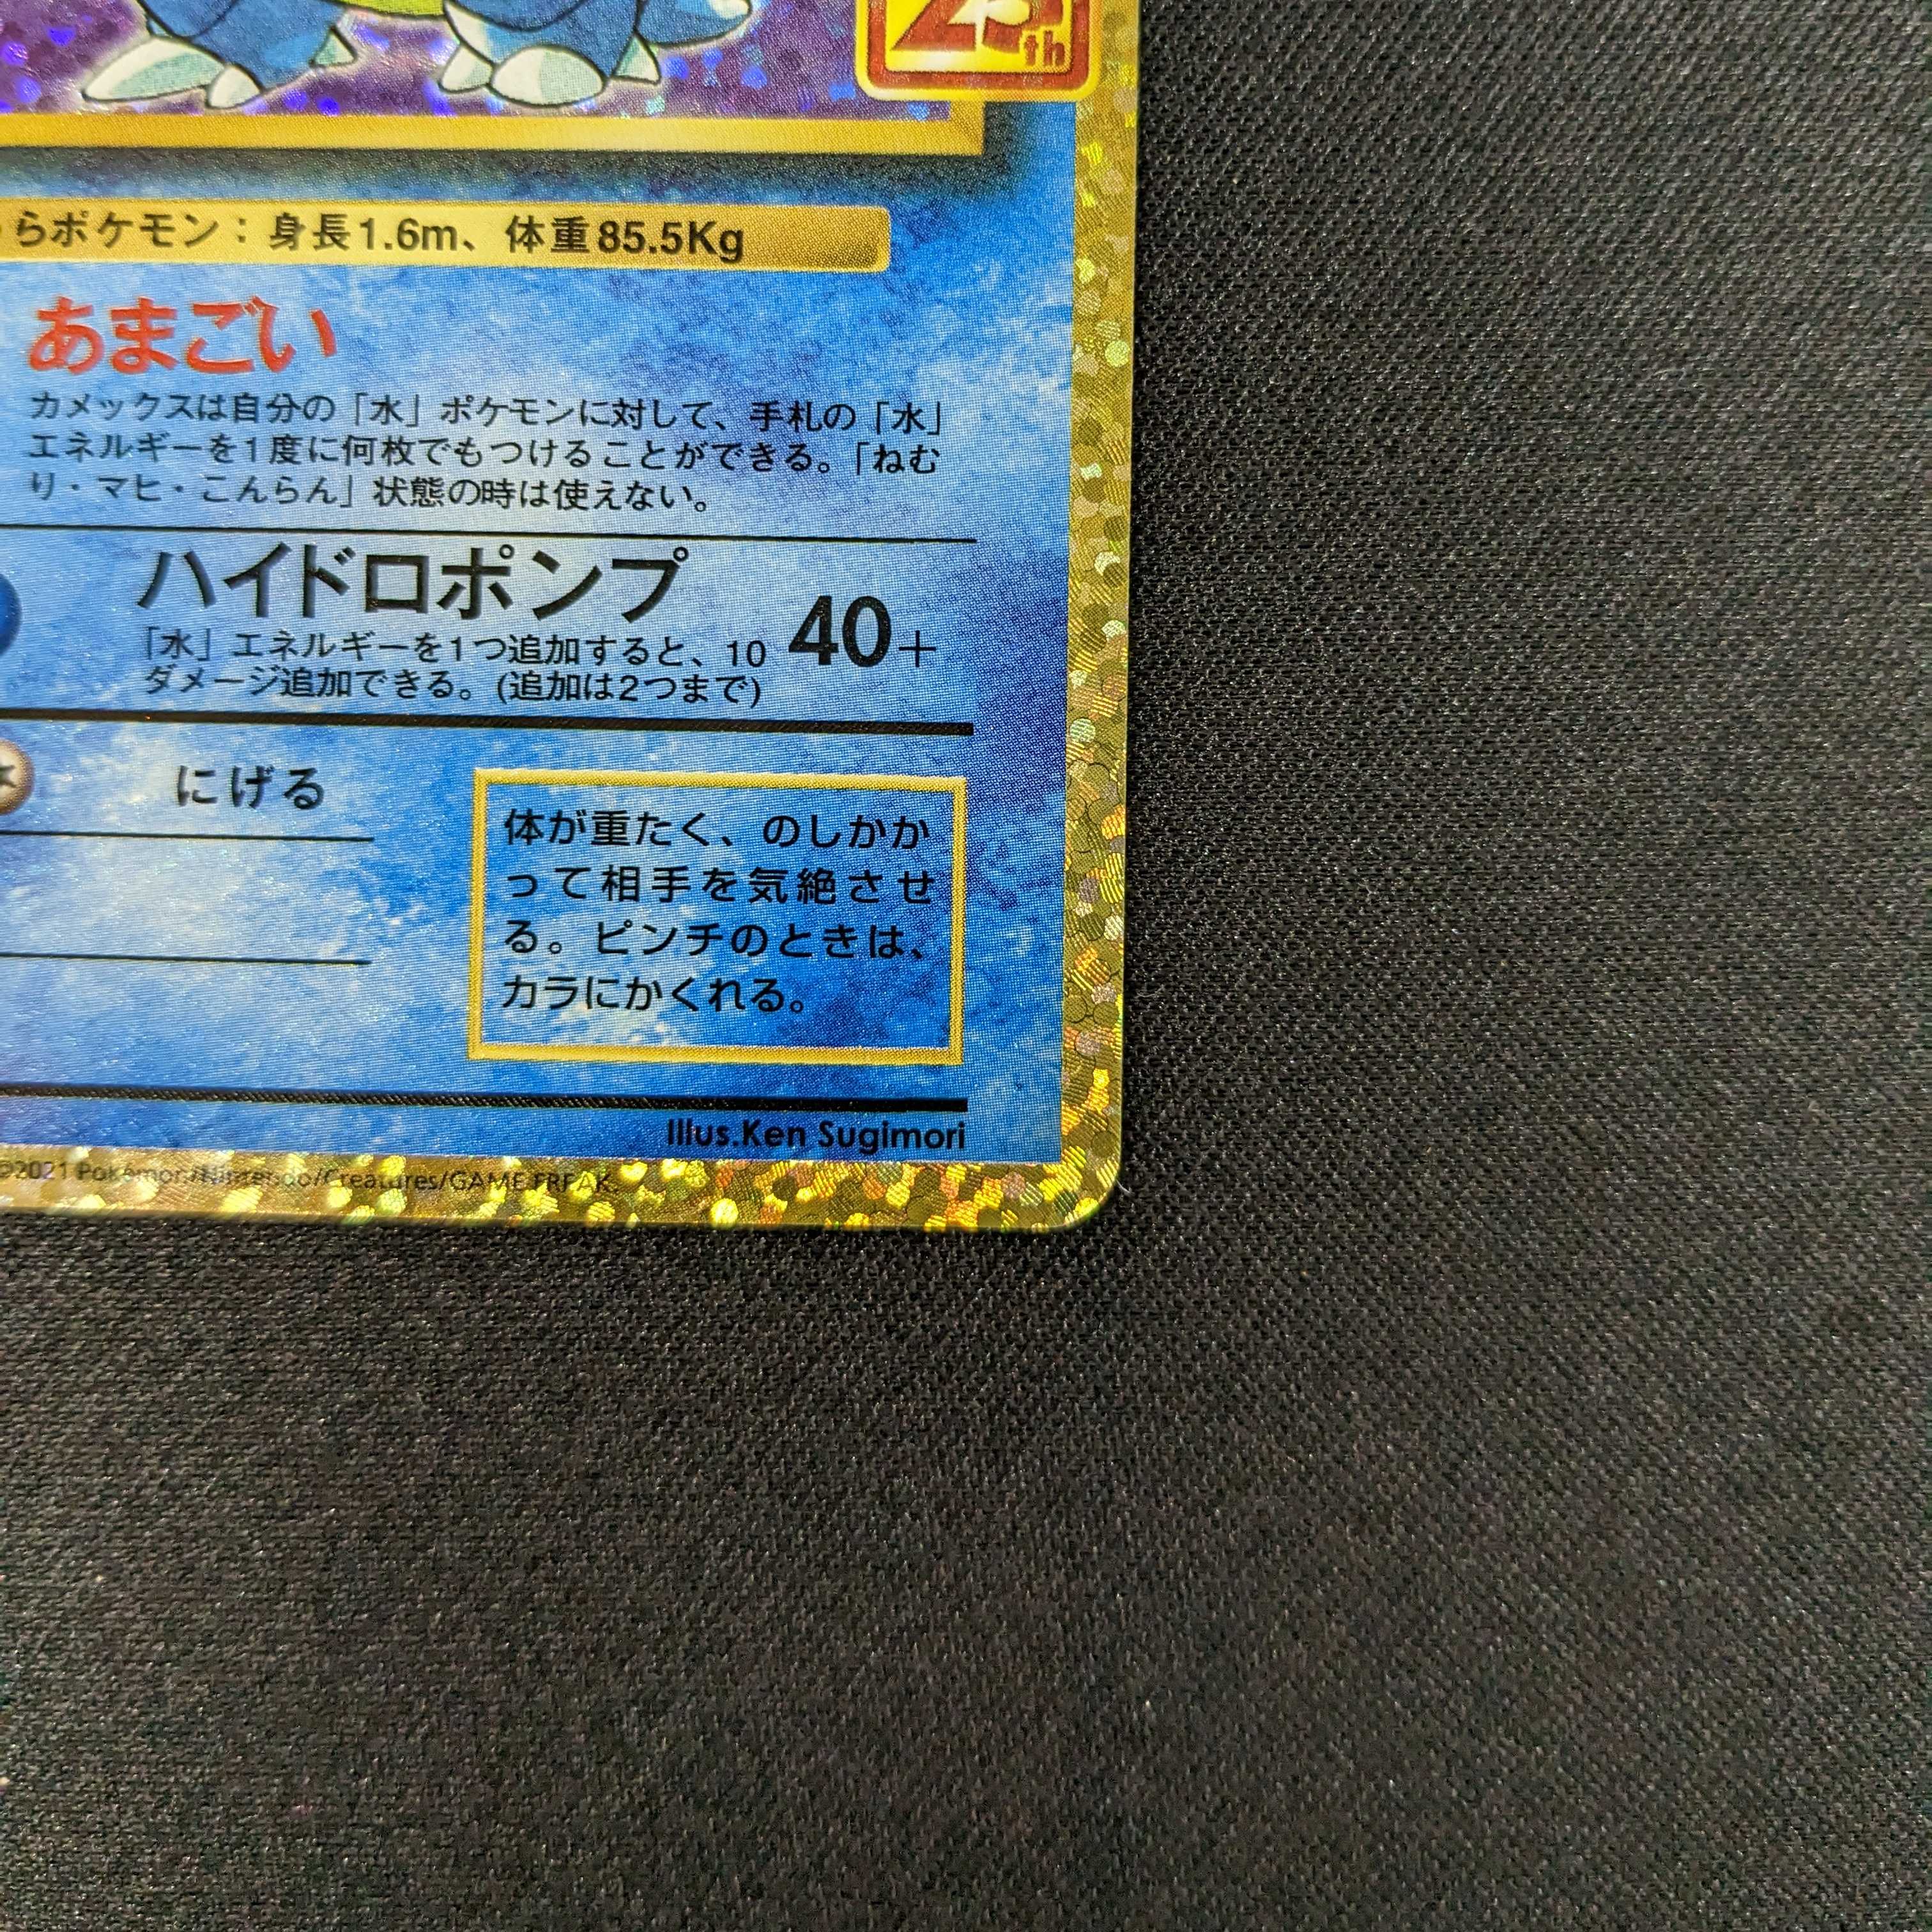 25th
らポケモン：身長1.6m、体重85.5Kg
あまごい
カメックスは自分の「水」ポケモンに対して、手札の「水」
エネルギーを1度に何枚でもつけることができる。「ねむ
り・マヒ・こんらん」状態の時は使えない。
ハイドロポンプ
40+
「水」エネルギーを1つ追加すると、10
ダメージ追加できる。(追加は2つまで)
にげる
体が重たく、のしかか
って相手を気絶させ
る。ピンチのときは、
カラにかくれる。
Illus.Ken Sugimori
©2021 Pokémon/Nintendo/Creatures/GAME FREAK.